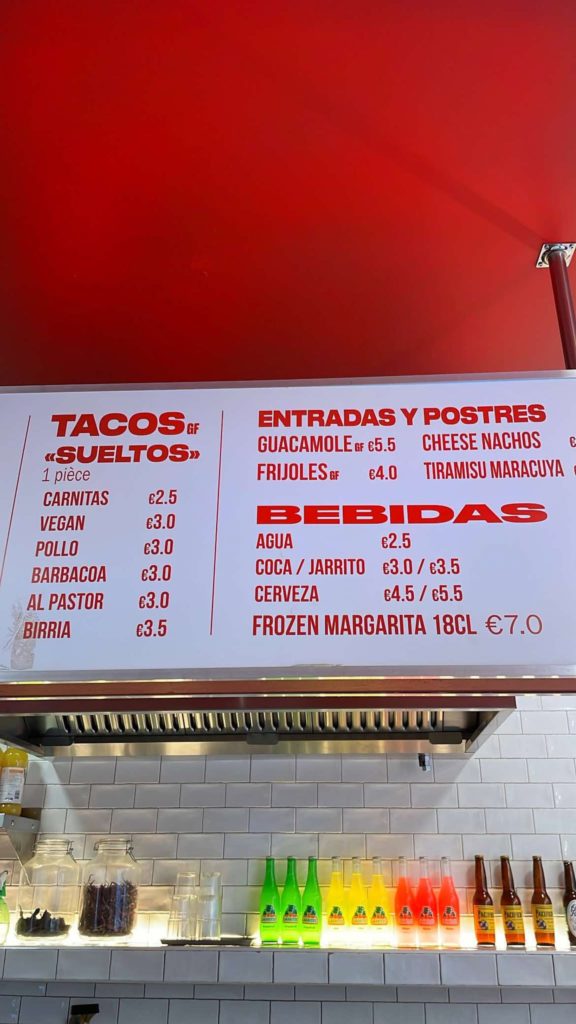 TACOS GF
«SUELTOS»
1 pièce
CARNITAS €2.5
VEGAN €3.0
POLLO €3.0
BARBACOA €3.0
AL PASTOR €3.0
BIRRIA €3.5
ENTRADAS Y POSTRES
GUACAMOLE GF €5.5 CHEESE NACHOS €
FRIJOLES GF €4.0 TIRAMISU MARACUYA
BEBIDAS
AGUA €2.5
COCA / JARRITO €3.0 / €3.5
CERVEZA €4.5 / €5.5
FROZEN MARGARITA 18CL €7.0